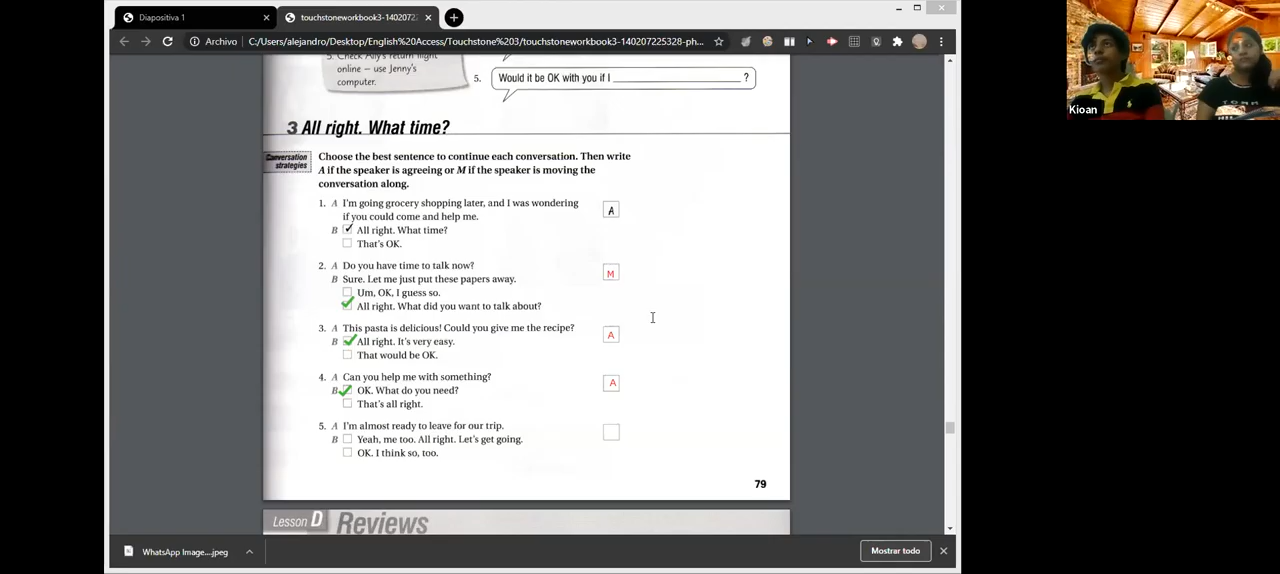 Diapositiva 1
touchstoneworkbook3-1402072
Archivo
C:/Users/alejandro/Desktop/English%20Access/Touchstone%203/touchstoneworkbook3-140207225328-ph...
3. Check Ally's return flight
online – use Jenny's
computer.
5. Would it be OK with you if I ______________________ ?
3 All right. What time?
Conversation
strategies
Choose the best sentence to continue each conversation. Then write
A if the speaker is agreeing or M if the speaker is moving the
conversation along.
1. A I'm going grocery shopping later, and I was wondering
if you could come and help me.
A
B ✓ All right. What time?
That's OK.
2. A Do you have time to talk now?
M
B Sure. Let me just put these papers away.
Um, OK, I guess so.
All right. What did you want to talk about?
3. A This pasta is delicious! Could you give me the recipe?
A
B All right. It's very easy.
That would be OK.
4. A Can you help me with something?
A
B OK. What do you need?
That's all right.
5. A I'm almost ready to leave for our trip.
B Yeah, me too. All right. Let's get going.
OK. I think so, too.
79
Lesson D Reviews
WhatsApp Image....jpeg
Mostrar todo
Kioan